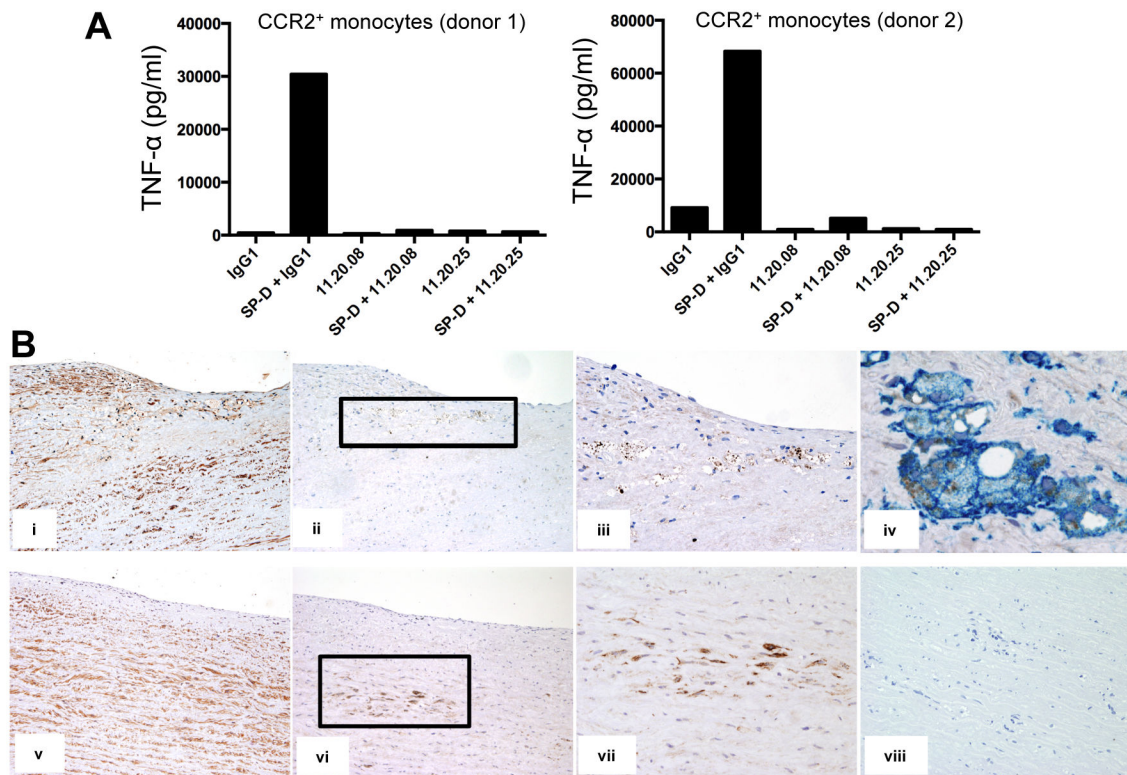 A
CCR2⁺ monocytes (donor 1)
TNF-α (pg/ml)
40000
30000
20000
10000
0
IgG1
SP-D + IgG1
11.20.08
SP-D + 11.20.08
11.20.25
SP-D + 11.20.25
CCR2⁺ monocytes (donor 2)
TNF-α (pg/ml)
80000
60000
40000
20000
0
IgG1
SP-D + IgG1
11.20.08
SP-D + 11.20.08
11.20.25
SP-D + 11.20.25
B
i
ii
iii
iv
v
vi
vii
viii